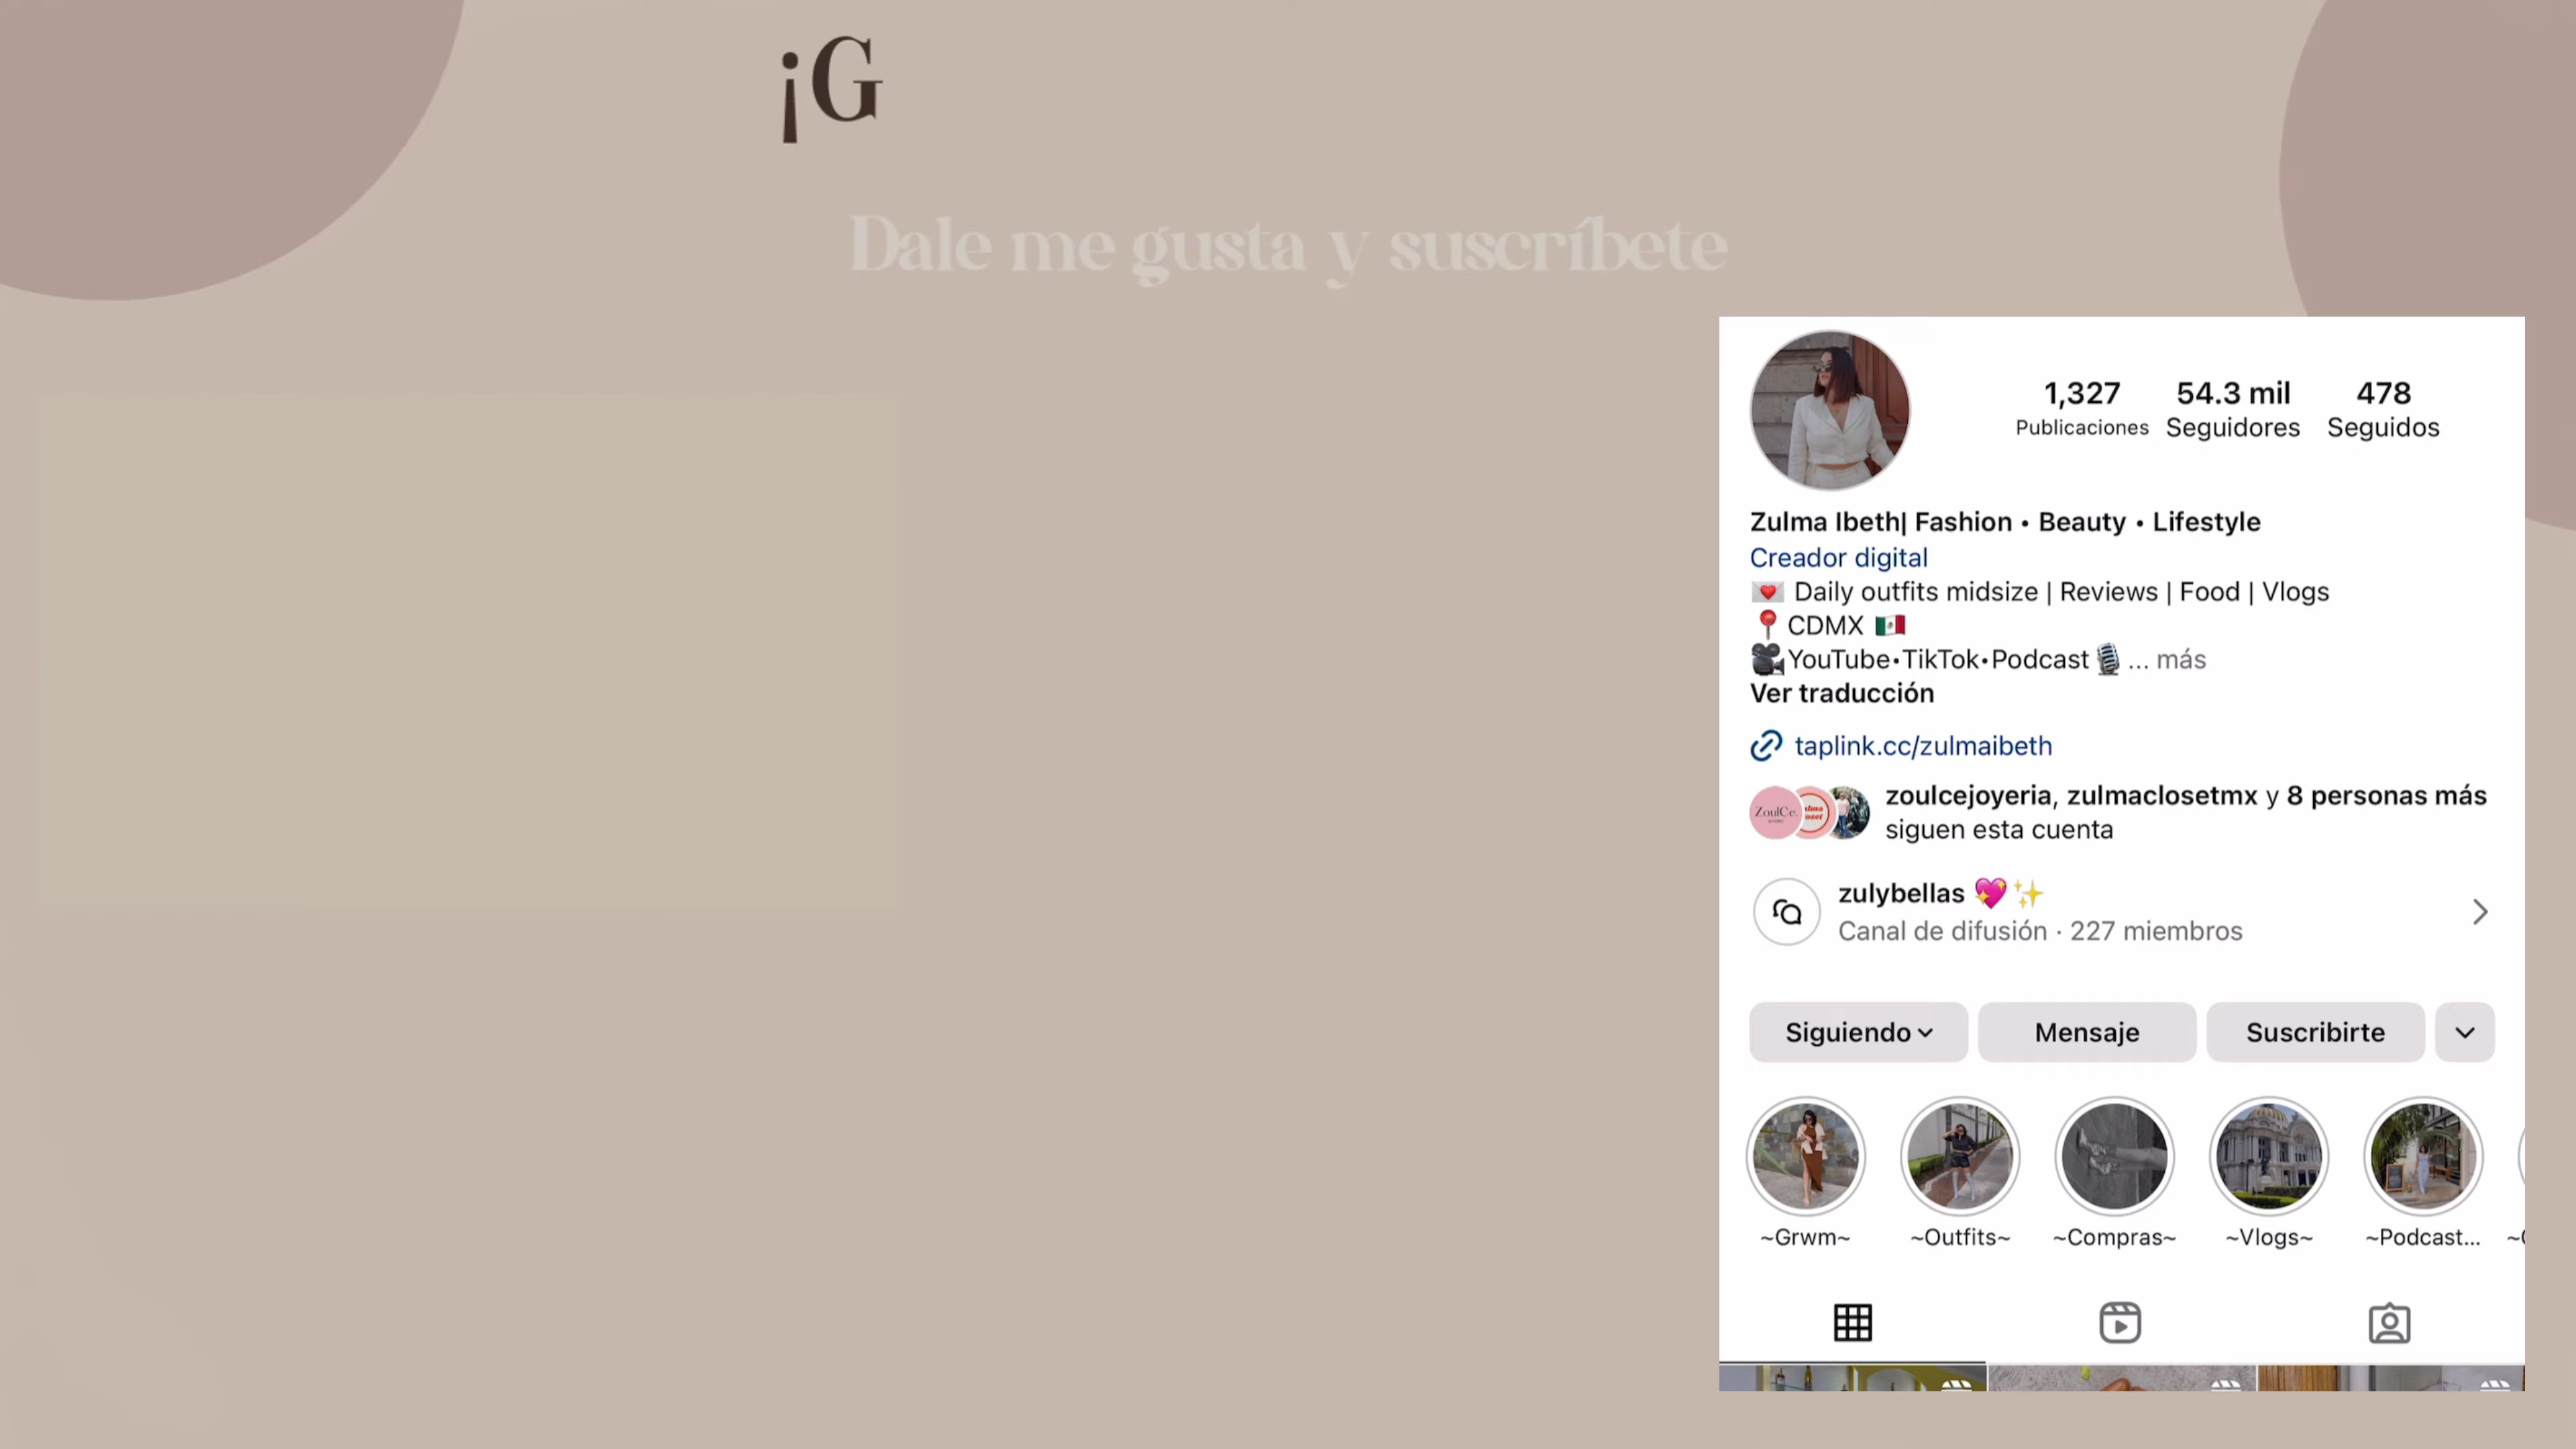 ¡G
Dale me gusta y suscríbete
1,327 54.3 mil 478
Publicaciones Seguidores Seguidos
Zulma Ibeth| Fashion • Beauty • Lifestyle
Creador digital
💌 Daily outfits midsize | Reviews | Food | Vlogs
📍 CDMX 🇲🇽
🎥YouTube•TikTok•Podcast🎙️... más
Ver traducción
taplink.cc/zulmaibeth
ZoulCe.
zoulcejoyeria, zulmaclosetmx y 8 personas más
siguen esta cuenta
zulybellas 💖✨
Canal de difusión · 227 miembros
Siguiendo Mensaje Suscribirte
~Grwm~ ~Outfits~ ~Compras~ ~Vlogs~ ~Podcast...